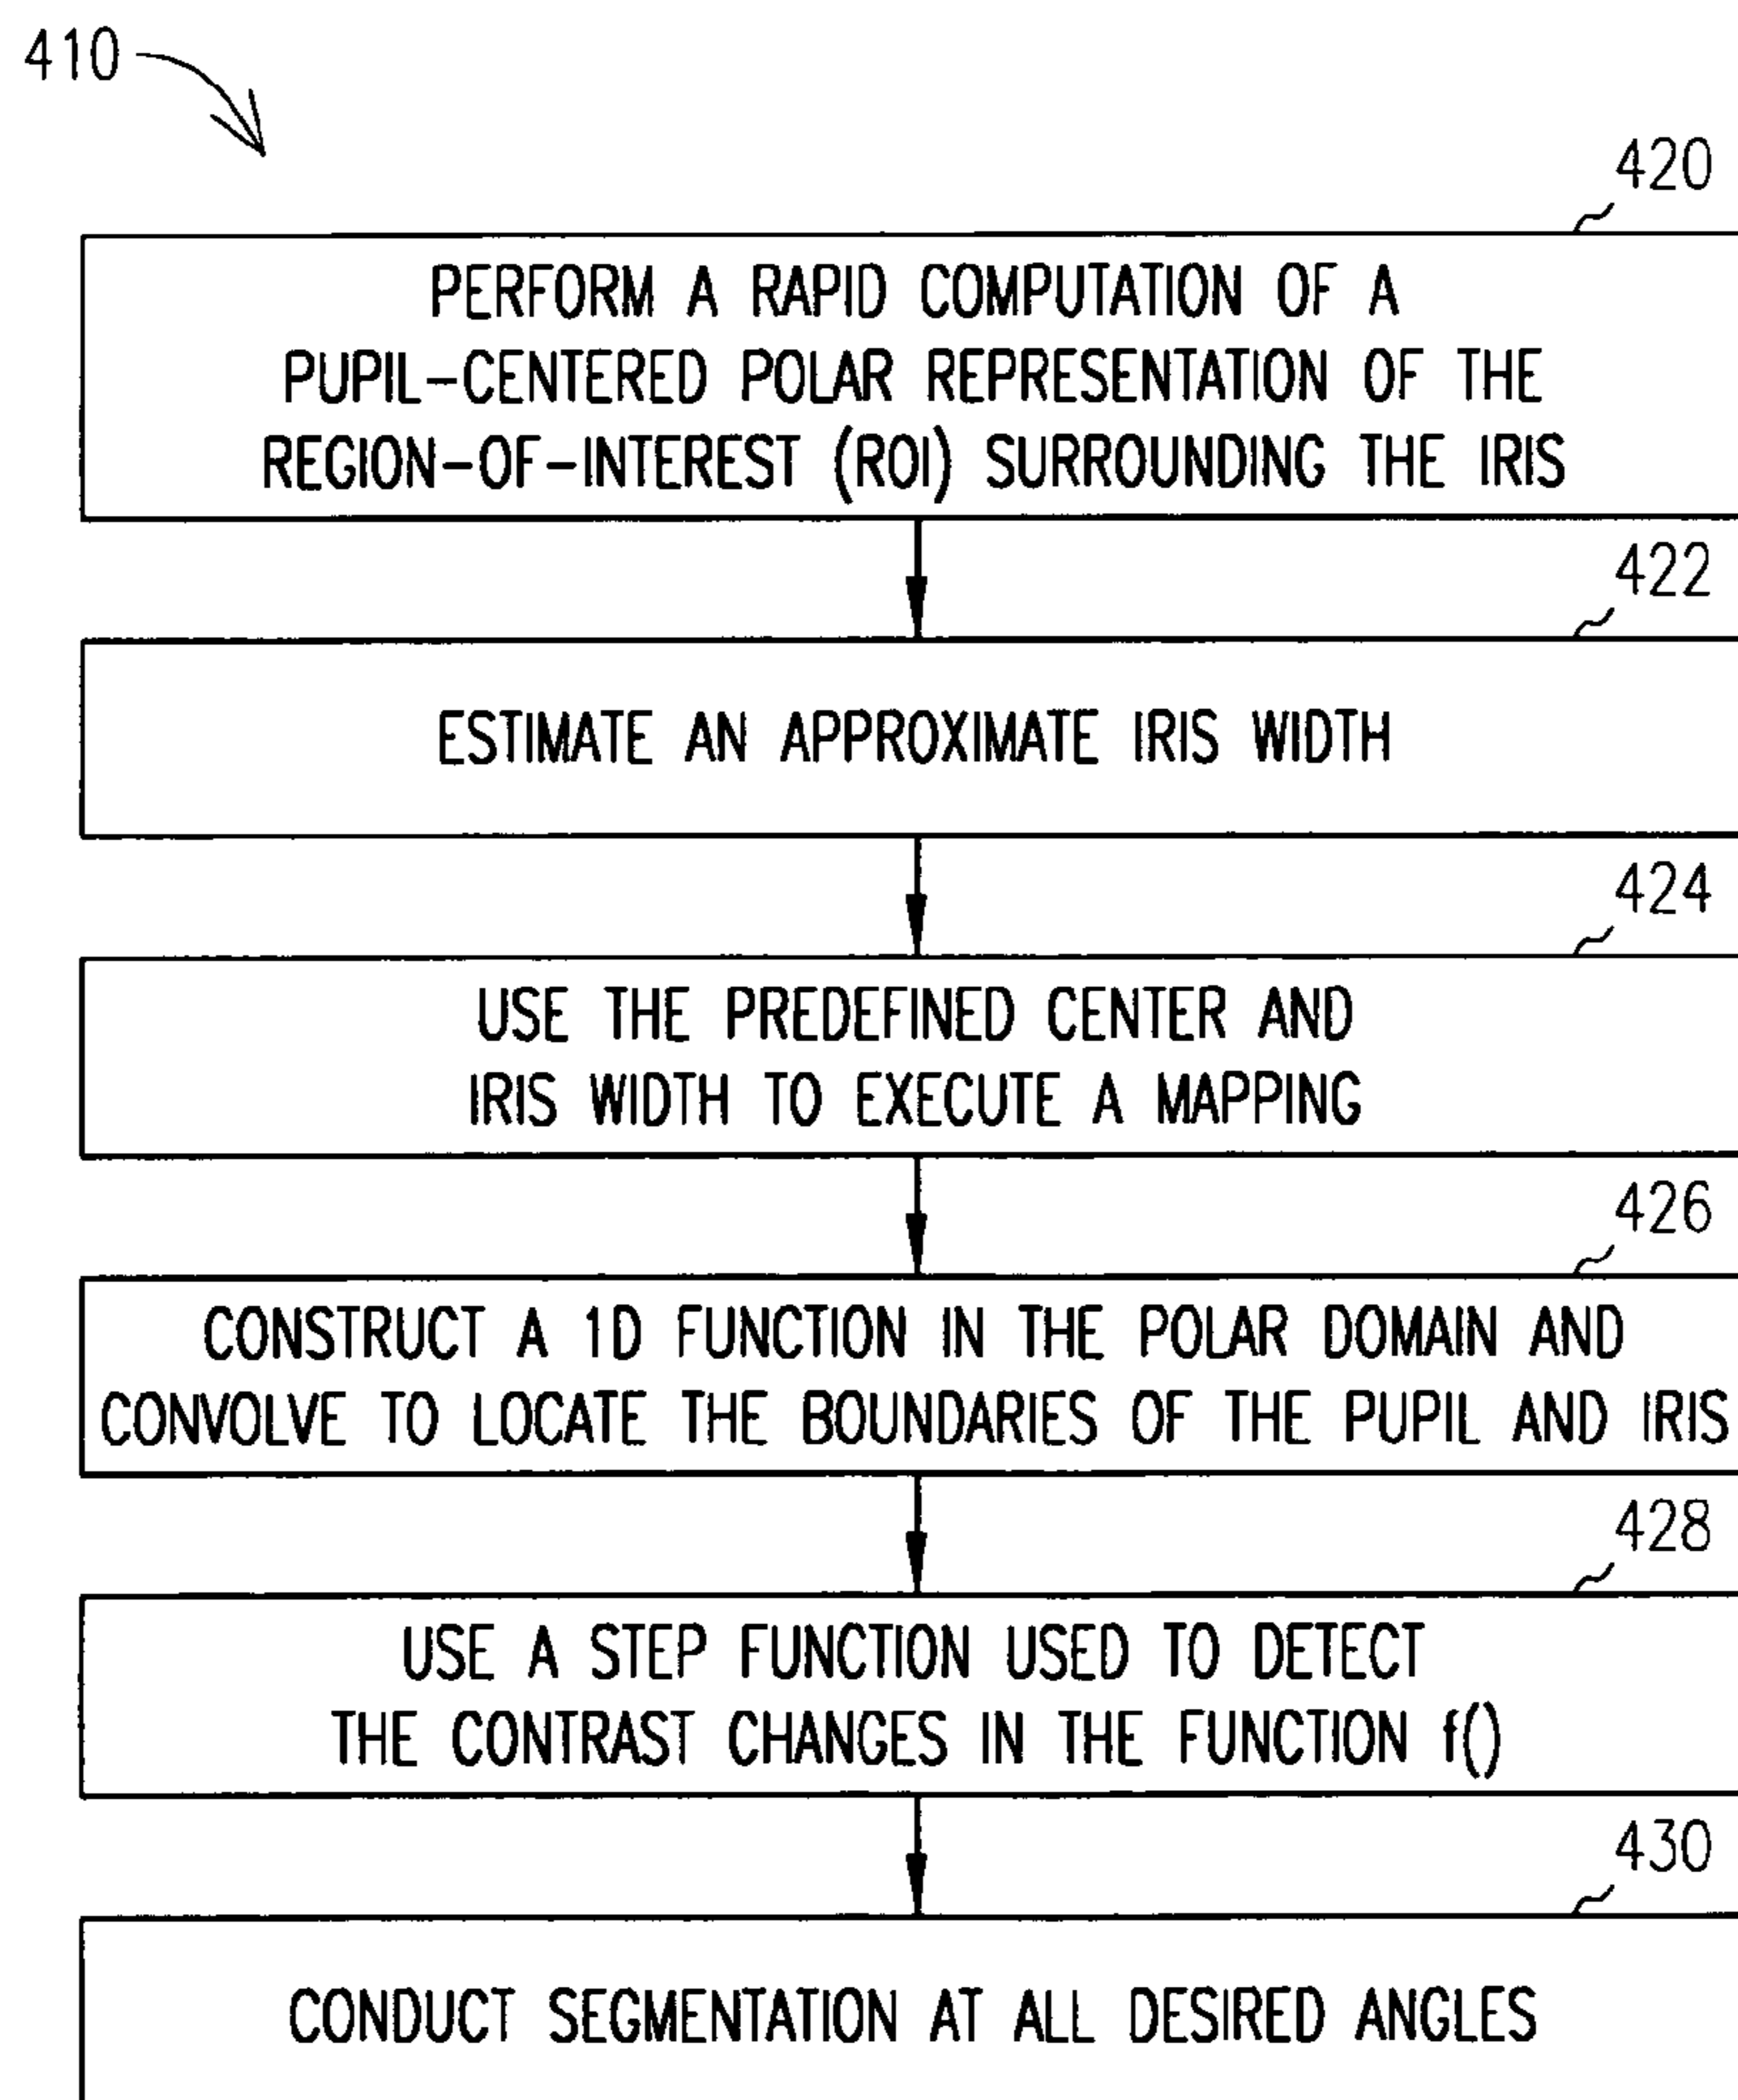 410
420
PERFORM A RAPID COMPUTATION OF A
PUPIL-CENTERED POLAR REPRESENTATION OF THE
REGION-OF-INTEREST (ROI) SURROUNDING THE IRIS
422
ESTIMATE AN APPROXIMATE IRIS WIDTH
424
USE THE PREDEFINED CENTER AND
IRIS WIDTH TO EXECUTE A MAPPING
426
CONSTRUCT A 1D FUNCTION IN THE POLAR DOMAIN AND
CONVOLVE TO LOCATE THE BOUNDARIES OF THE PUPIL AND IRIS
428
USE A STEP FUNCTION USED TO DETECT
THE CONTRAST CHANGES IN THE FUNCTION f()
430
CONDUCT SEGMENTATION AT ALL DESIRED ANGLES